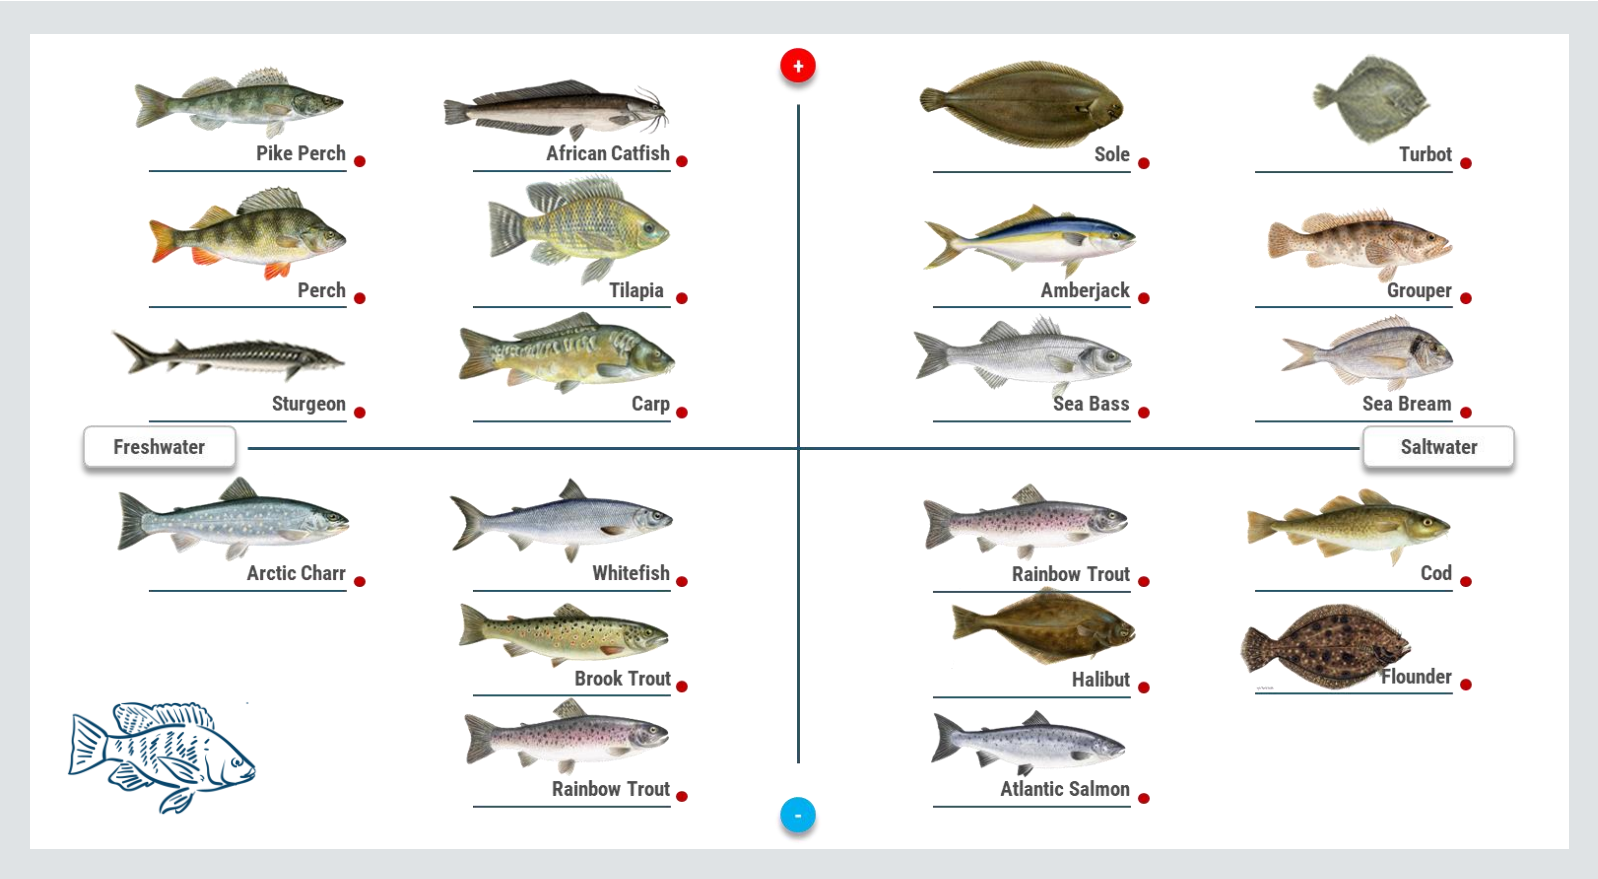 +
Pike Perch
African Catfish
Sole
Turbot
Perch
Tilapia
Amberjack
Grouper
Sturgeon
Carp
Sea Bass
Sea Bream
Freshwater
Saltwater
Arctic Charr
Whitefish
Rainbow Trout
Cod
Brook Trout
Halibut
Flounder
Rainbow Trout
Atlantic Salmon
-